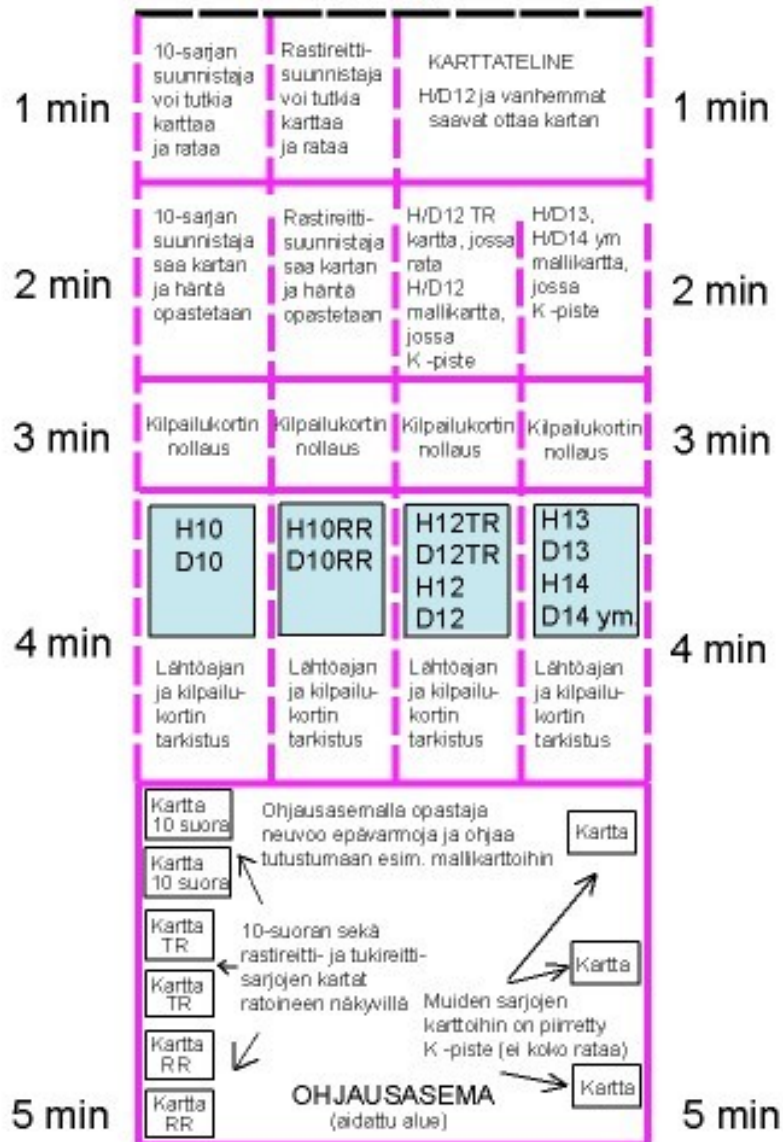 1 min
10-sarjan
suunnistaja
voi tutkia
karttaa
ja rataa
Rastireitti-
suunnistaja
voi tutkia
karttaa
ja rataa
KARTTATELINE
H/D12 ja vanhemmat
saavat ottaa kartan
1 min
2 min
10-sarjan
suunnistaja
saa kartan
ja häntä
opastetaan
Rastireitti-
suunnistaja
saa kartan
ja häntä
opastetaan
H/D12 TR
kartta, jossa
rata
H/D12
mallikartta,
jossa
K -piste
H/D13,
H/D14 ym
mallikartta,
jossa
K -piste
2 min
3 min
Kilpailukortin
nollaus
Kilpailukortin
nollaus
Kilpailukortin
nollaus
Kilpailukortin
nollaus
3 min
4 min
H10
D10
Lähtöajan
ja kilpailu-
kortin
tarkistus
H10RR
D10RR
Lähtöajan
ja kilpailu-
kortin
tarkistus
H12TR
D12TR
H12
D12
Lähtöajan
ja kilpailu-
kortin
tarkistus
H13
D13
H14
D14 ym.
Lähtöajan
ja kilpailu-
kortin
tarkistus
4 min
Kartta
10 suora
Kartta
10 suora
Kartta
TR
Kartta
TR
Kartta
RR
Kartta
RR
Ohjausasemalla opastaja
neuvoo epävarmoja ja ohjaa
tutustumaan esim. mallikarttoihin
10-suoran sekä
rastireitti- ja tukireitti-
sarjojen kartat
ratoineen näkyvillä
Kartta
Kartta
Muiden sarjojen
karttoihin on piirretty
K -piste (ei koko rataa)
Kartta
5 min
OHJAUSASEMA
(aidattu alue)
5 min